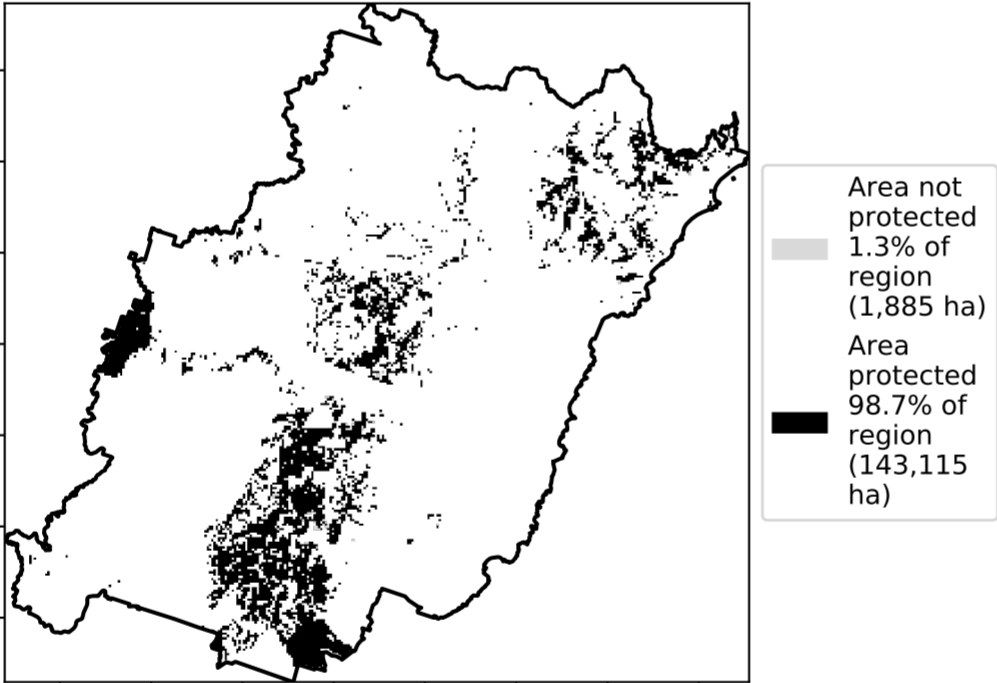 Area not
protected
1.3% of
region
(1,885 ha)
Area
protected
98.7% of
region
(143,115
ha)